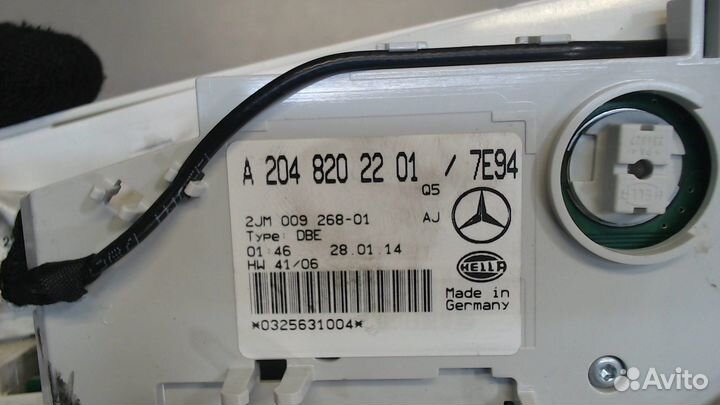 A 204 820 22 01 / 7E94
Q5
2JM 009 268-01 AJ
Type: DBE
01:46 28.01.14
HW 41/06
HELLA
Made in
Germany
*0325631004*
HELLA
Avito